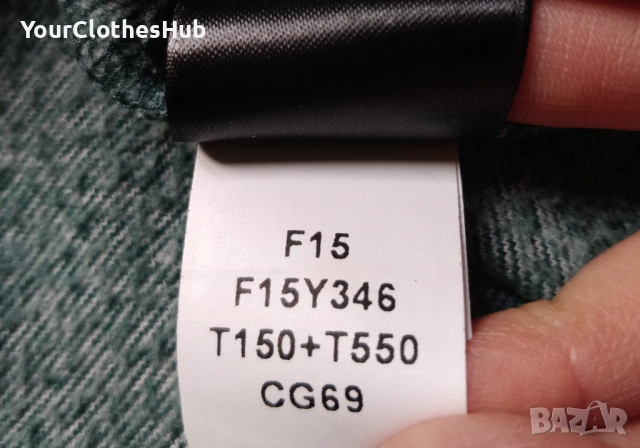 YourClothesHub
F15
F15Y346
T150+T550
CG69
BAZAR